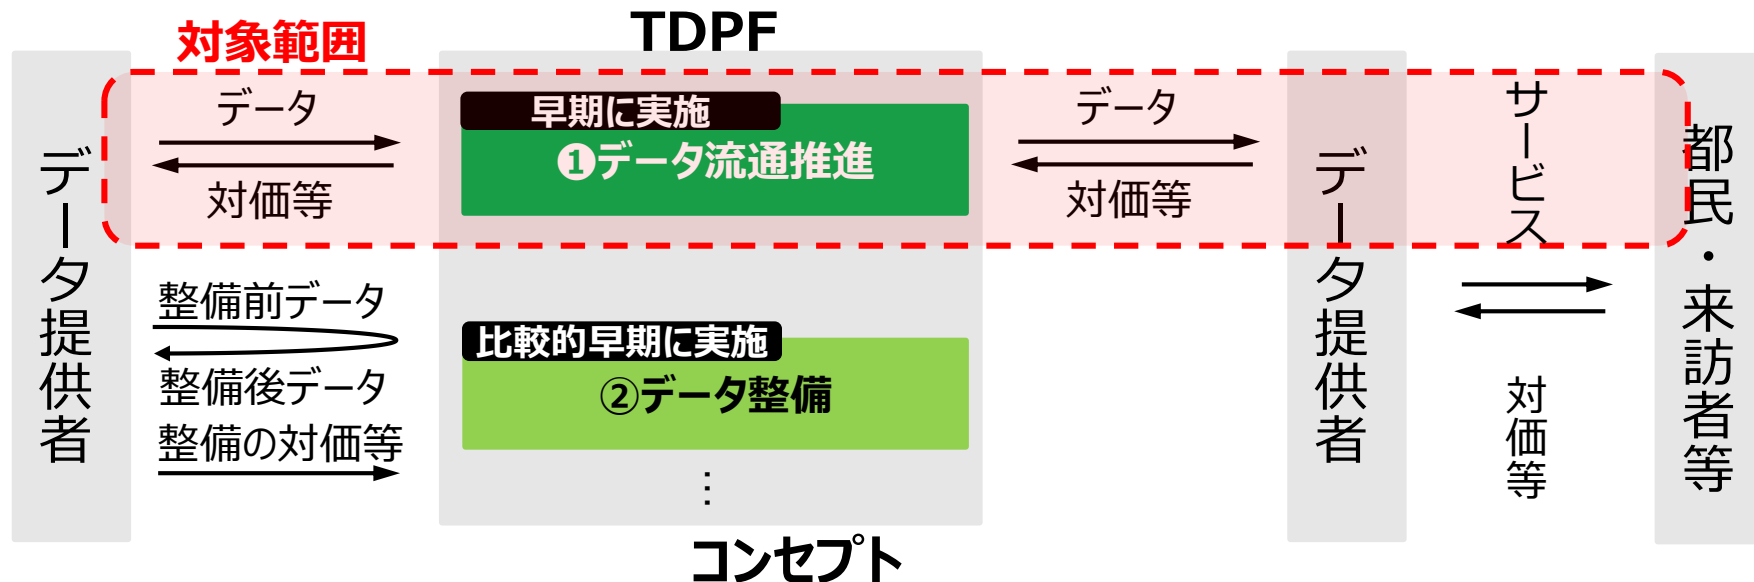 対象範囲
TDPF
データ提供者
データ
対価等
早期に実施
❶データ流通推進
データ
対価等
整備前データ
整備後データ
整備の対価等
比較的早期に実施
②データ整備
…
データ提供者
サービス
対価等
都民・来訪者等
コンセプト